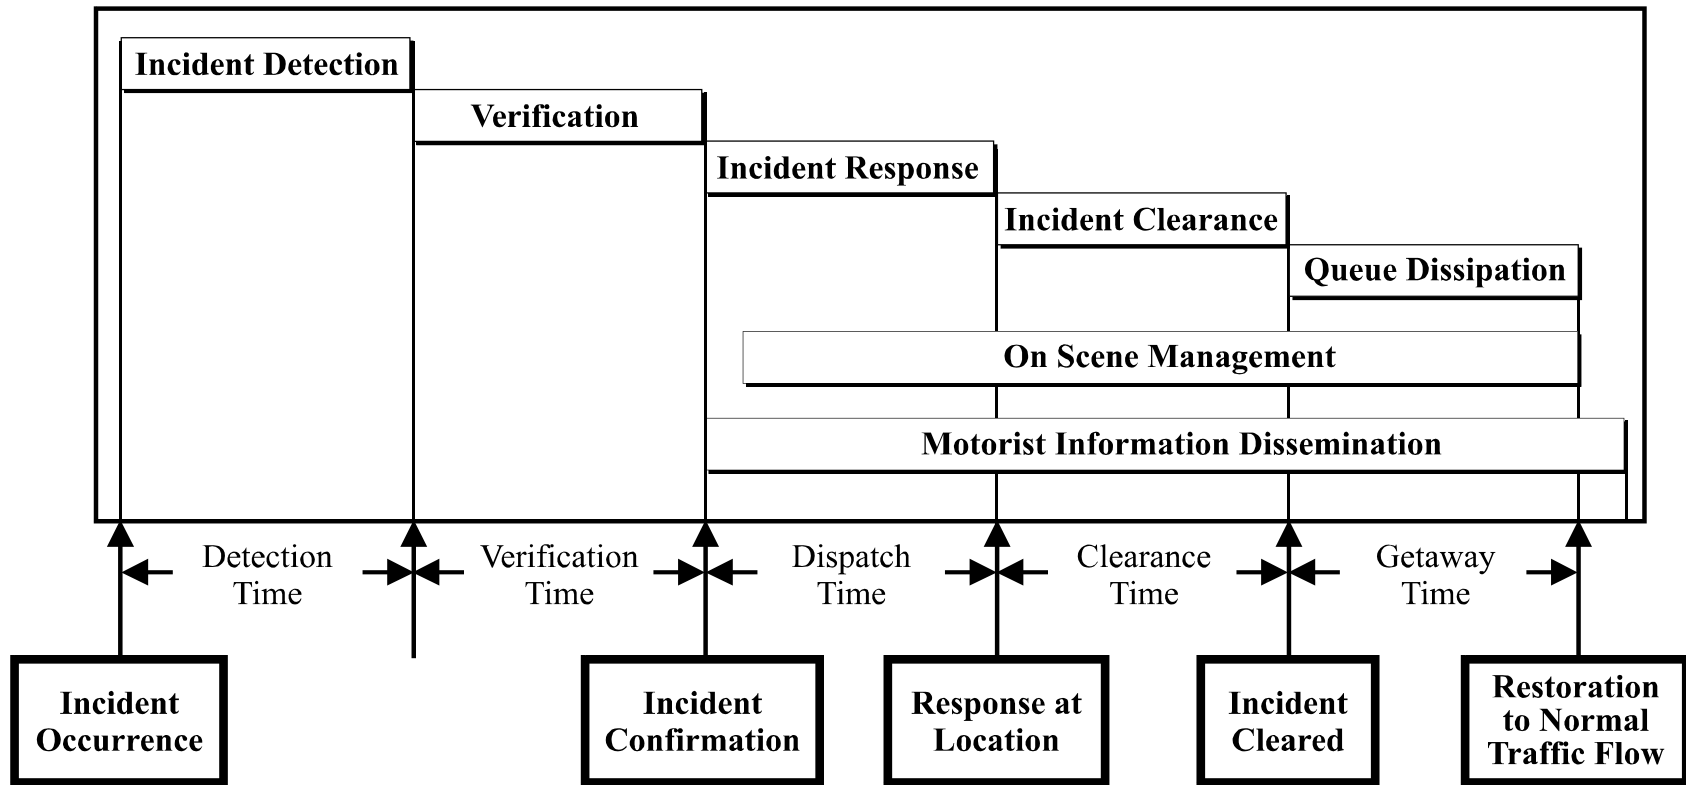 Incident Detection
Verification
Incident Response
Incident Clearance
Queue Dissipation
On Scene Management
Motorist Information Dissemination
Detection
Time
Verification
Time
Dispatch
Time
Clearance
Time
Getaway
Time
Incident
Occurrence
Incident
Confirmation
Response at
Location
Incident
Cleared
Restoration
to Normal
Traffic Flow